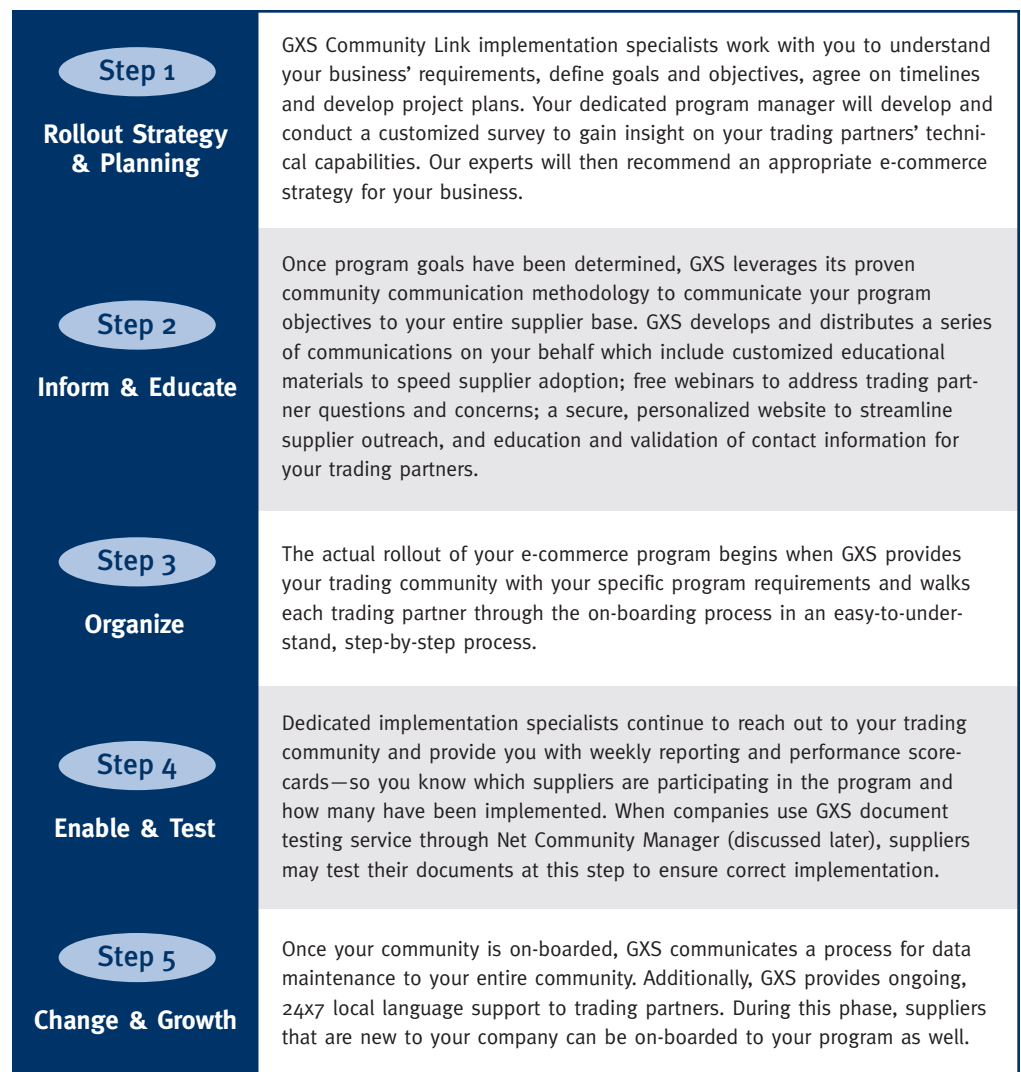 Step 1
Rollout Strategy
& Planning
GXS Community Link implementation specialists work with you to understand
your business' requirements, define goals and objectives, agree on timelines
and develop project plans. Your dedicated program manager will develop and
conduct a customized survey to gain insight on your trading partners' techni-
cal capabilities. Our experts will then recommend an appropriate e-commerce
strategy for your business.
Step 2
Inform & Educate
Once program goals have been determined, GXS leverages its proven
community communication methodology to communicate your program
objectives to your entire supplier base. GXS develops and distributes a series
of communications on your behalf which include customized educational
materials to speed supplier adoption; free webinars to address trading part-
ner questions and concerns; a secure, personalized website to streamline
supplier outreach, and education and validation of contact information for
your trading partners.
Step 3
Organize
The actual rollout of your e-commerce program begins when GXS provides
your trading community with your specific program requirements and walks
each trading partner through the on-boarding process in an easy-to-under-
stand, step-by-step process.
Step 4
Enable & Test
Dedicated implementation specialists continue to reach out to your trading
community and provide you with weekly reporting and performance score-
cards—so you know which suppliers are participating in the program and
how many have been implemented. When companies use GXS document
testing service through Net Community Manager (discussed later), suppliers
may test their documents at this step to ensure correct implementation.
Step 5
Change & Growth
Once your community is on-boarded, GXS communicates a process for data
maintenance to your entire community. Additionally, GXS provides ongoing,
24x7 local language support to trading partners. During this phase, suppliers
that are new to your company can be on-boarded to your program as well.